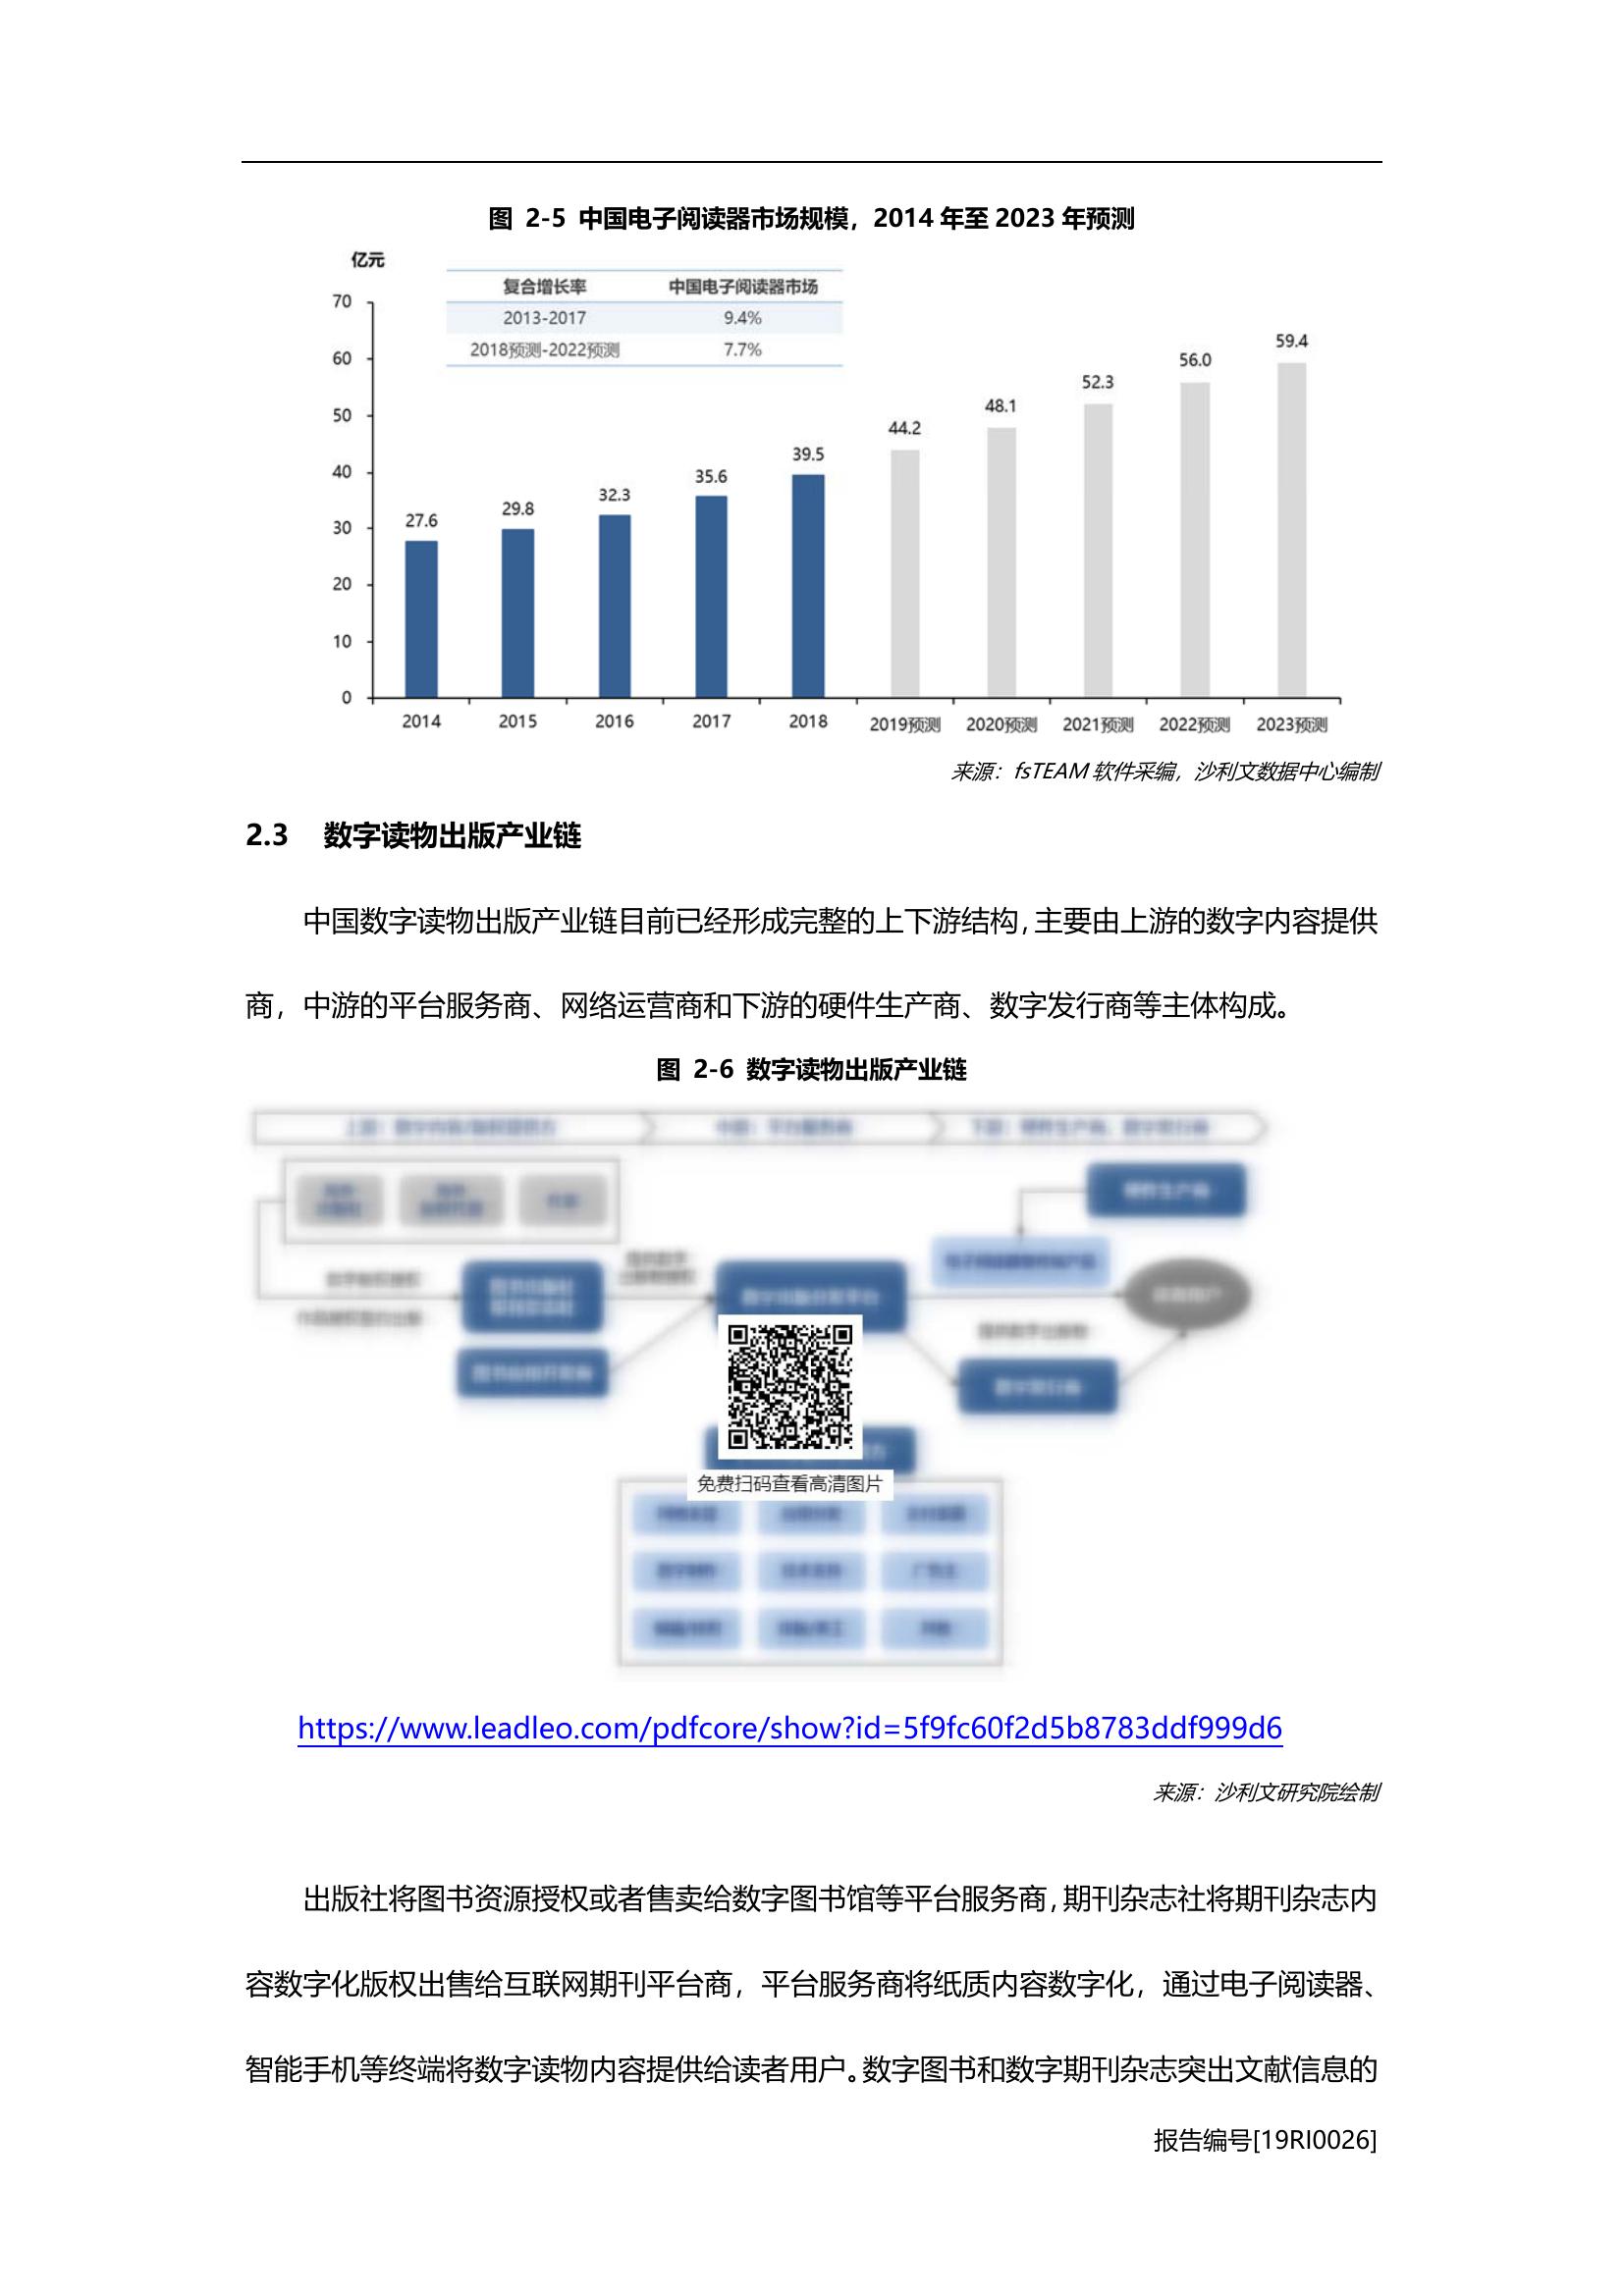 图 2-5 中国电子阅读器市场规模，2014 年至 2023 年预测
亿元
复合增长率 中国电子阅读器市场
2013-2017 9.4%
2018预测-2022预测 7.7%
70
60
50
40
30
20
10
0
27.6
29.8
32.3
35.6
39.5
44.2
48.1
52.3
56.0
59.4
2014 2015 2016 2017 2018 2019预测 2020预测 2021预测 2022预测 2023预测
来源：fsTEAM 软件采编，沙利文数据中心编制
2.3 数字读物出版产业链
中国数字读物出版产业链目前已经形成完整的上下游结构，主要由上游的数字内容提供
商，中游的平台服务商、网络运营商和下游的硬件生产商、数字发行商等主体构成。
图 2-6 数字读物出版产业链
免费扫码查看高清图片
https://www.leadleo.com/pdfcore/show?id=5f9fc60f2d5b8783ddf999d6
来源：沙利文研究院绘制
出版社将图书资源授权或者售卖给数字图书馆等平台服务商，期刊杂志社将期刊杂志内
容数字化版权出售给互联网期刊平台商，平台服务商将纸质内容数字化，通过电子阅读器、
智能手机等终端将数字读物内容提供给读者用户。数字图书和数字期刊杂志突出文献信息的
报告编号[19RI0026]